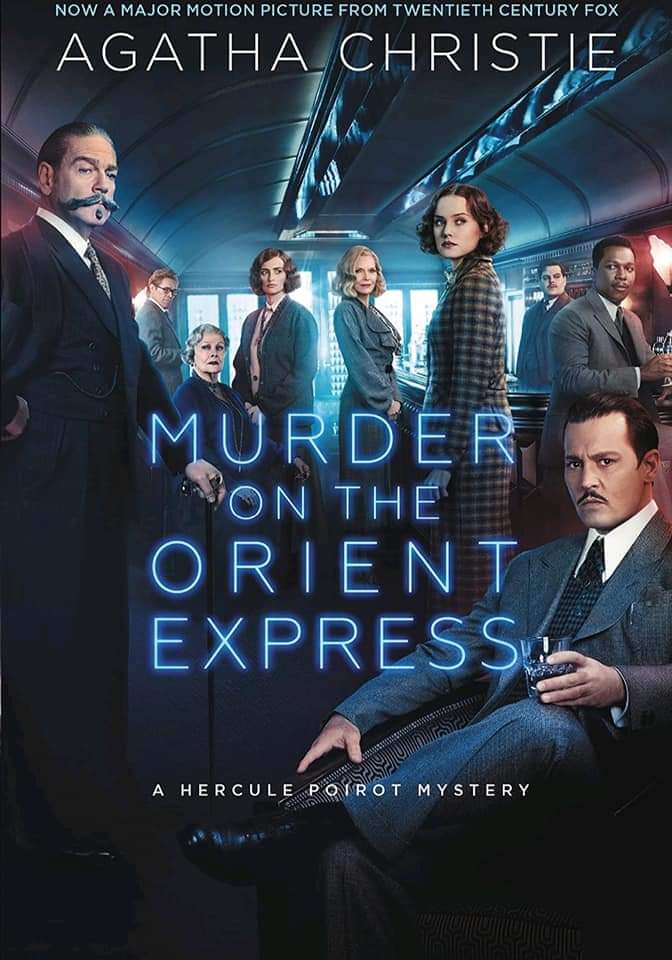 NOW A MAJOR MOTION PICTURE FROM TWENTIETH CENTURY FOX
AGATHA CHRISTIE
MURDER
ON THE
ORIENT
EXPRESS
A HERCULE POIROT MYSTERY